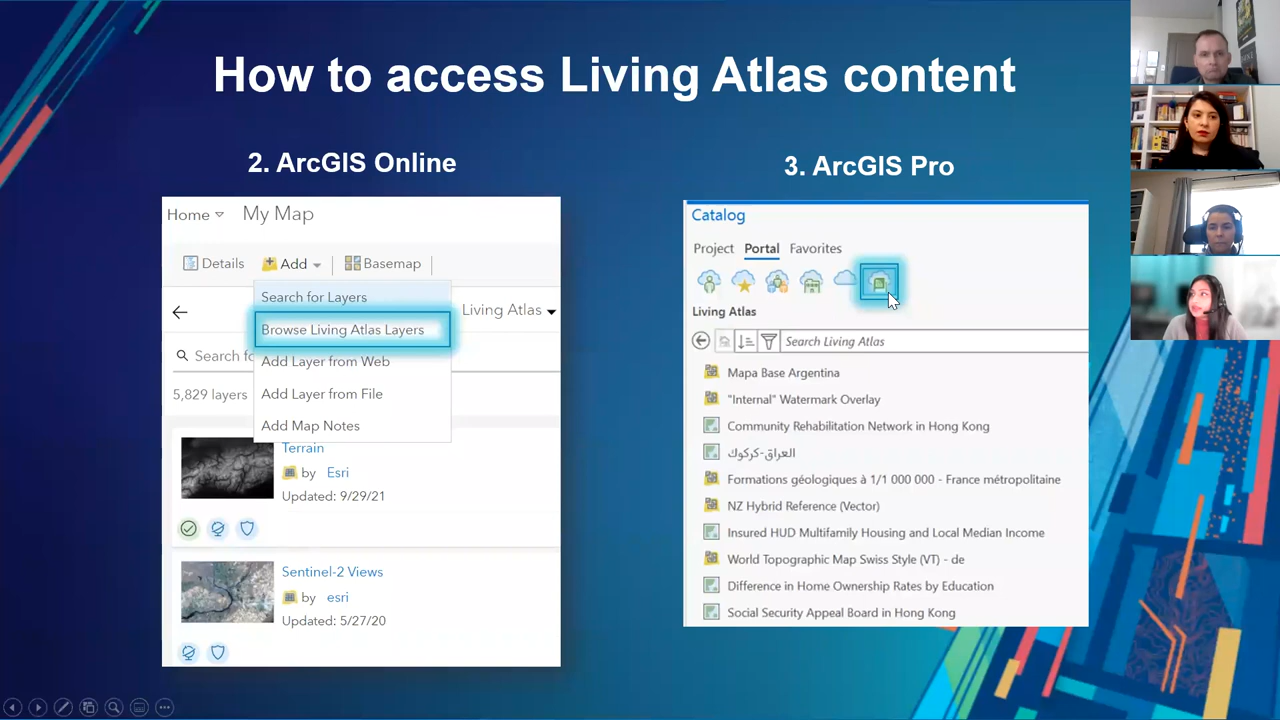 How to access Living Atlas content
2. ArcGIS Online
Home
My Map
Details
Add
Basemap
Search for Layers
Browse Living Atlas Layers
Living Atlas
Search fo
Add Layer from Web
5,829 layers
Add Layer from File
Add Map Notes
Terrain
by Esri
Updated: 9/29/21
Sentinel-2 Views
by esri
Updated: 5/27/20
3. ArcGIS Pro
Catalog
Project Portal Favorites
Living Atlas
Search Living Atlas
Mapa Base Argentina
"Internal" Watermark Overlay
Community Rehabilitation Network in Hong Kong
العراق-كركوك
Formations géologiques à 1/1 000 000 - France métropolitaine
NZ Hybrid Reference (Vector)
Insured HUD Multifamily Housing and Local Median Income
World Topographic Map Swiss Style (VT) - de
Difference in Home Ownership Rates by Education
Social Security Appeal Board in Hong Kong